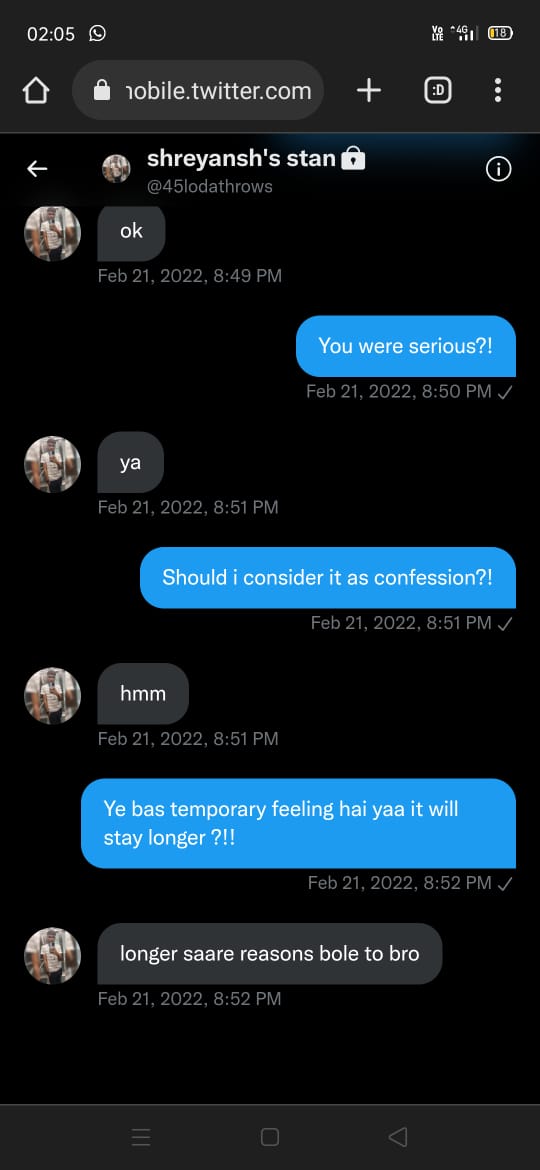 02:05
Vo LTE 4G 18
nobile.twitter.com
:D
shreyansh's stan
@45lodathrows
ok
Feb 21, 2022, 8:49 PM
You were serious?!
Feb 21, 2022, 8:50 PM
ya
Feb 21, 2022, 8:51 PM
Should i consider it as confession?!
Feb 21, 2022, 8:51 PM
hmm
Feb 21, 2022, 8:51 PM
Ye bas temporary feeling hai yaa it will
stay longer ?!!
Feb 21, 2022, 8:52 PM
longer saare reasons bole to bro
Feb 21, 2022, 8:52 PM